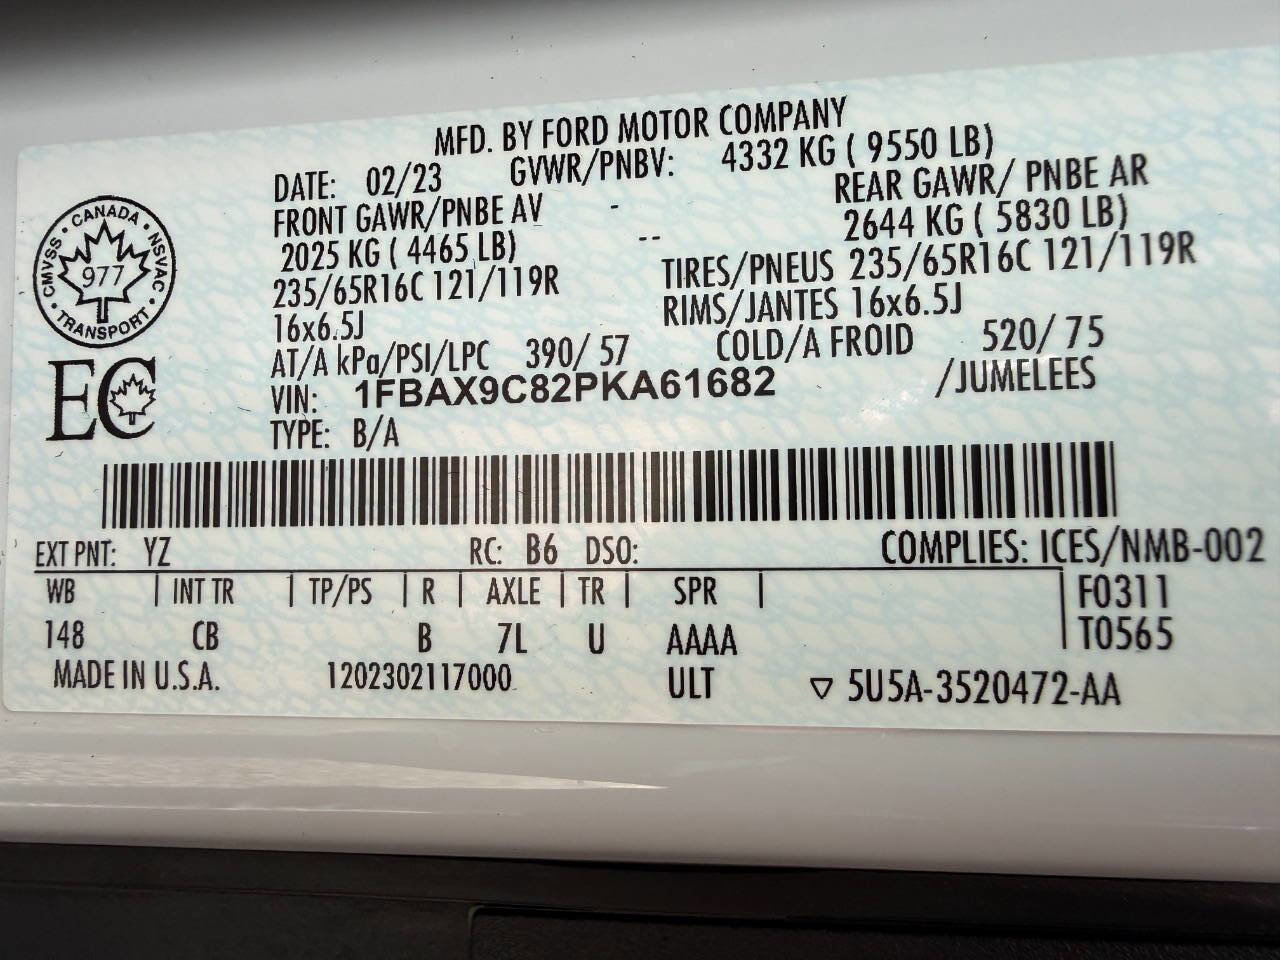 MFD. BY FORD MOTOR COMPANY
DATE: 02/23 GVWR/PNBV: 4332 KG ( 9550 LB)
FRONT GAWR/PNBE AV - REAR GAWR/ PNBE AR
2025 KG ( 4465 LB) -- 2644 KG ( 5830 LB)
235/65R16C 121/119R TIRES/PNEUS 235/65R16C 121/119R
16x6.5J RIMS/JANTES 16x6.5J
AT/A kPa/PSI/LPC 390/ 57 COLD/A FROID 520/ 75
VIN: 1FBAX9C82PKA61682 /JUMELEES
TYPE: B/A
CANADA
CMVSS 977 NSVAC
TRANSPORT
EC
EXT PNT: YZ RC: B6 DSO: COMPLIES: ICES/NMB-002
WB | INT TR | TP/PS | R | AXLE | TR | SPR | F0311
148 CB B 7L U AAAA T0565
MADE IN U.S.A. 1202302117000 ULT ▽ 5U5A-3520472-AA